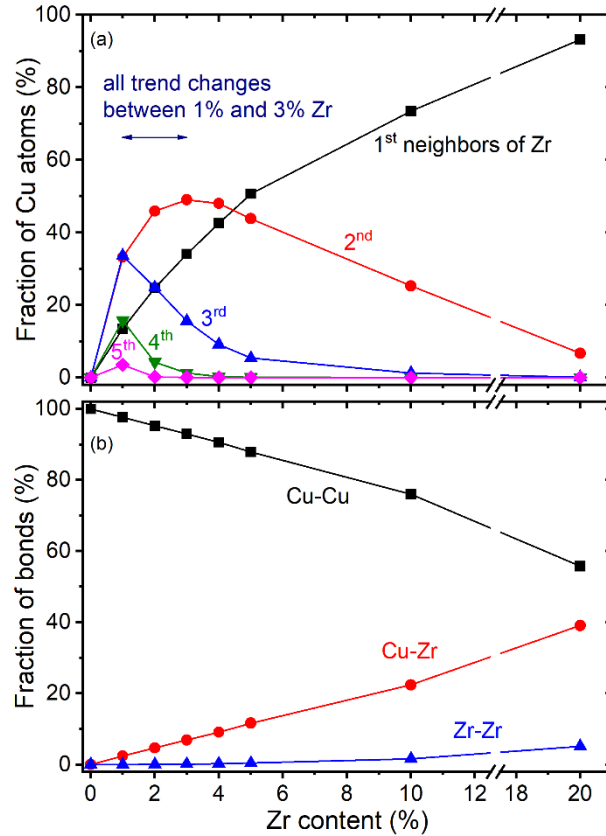 100
(a)
all trend changes
between 1% and 3% Zr
80
1st neighbors of Zr
60
2nd
40
3rd
20
4th
5th
0
Fraction of Cu atoms (%)
100
(b)
80
Cu-Cu
60
40
Cu-Zr
20
Zr-Zr
0
Fraction of bonds (%)
0 2 4 6 8 10 12 20
Zr content (%)